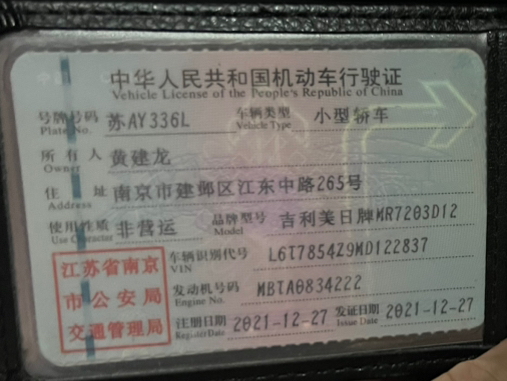 中华人民共和国机动车行驶证
Vehicle License of the People's Republic of China
号牌号码 苏AY336L 车辆类型 小型轿车
Plate No. Vehicle Type
所有人 黄建龙
Owner
住址 南京市建邺区江东中路265号
Address
使用性质 非营运 品牌型号 吉利美日牌MR7203D12
Use Character Model
江苏省南京市公安局交通管理局
车辆识别代号 L6T7854Z9MD122837
VIN
发动机号码 MBTA0834222
Engine No.
注册日期 2021-12-27 发证日期 2021-12-27
Register Date Issue Date